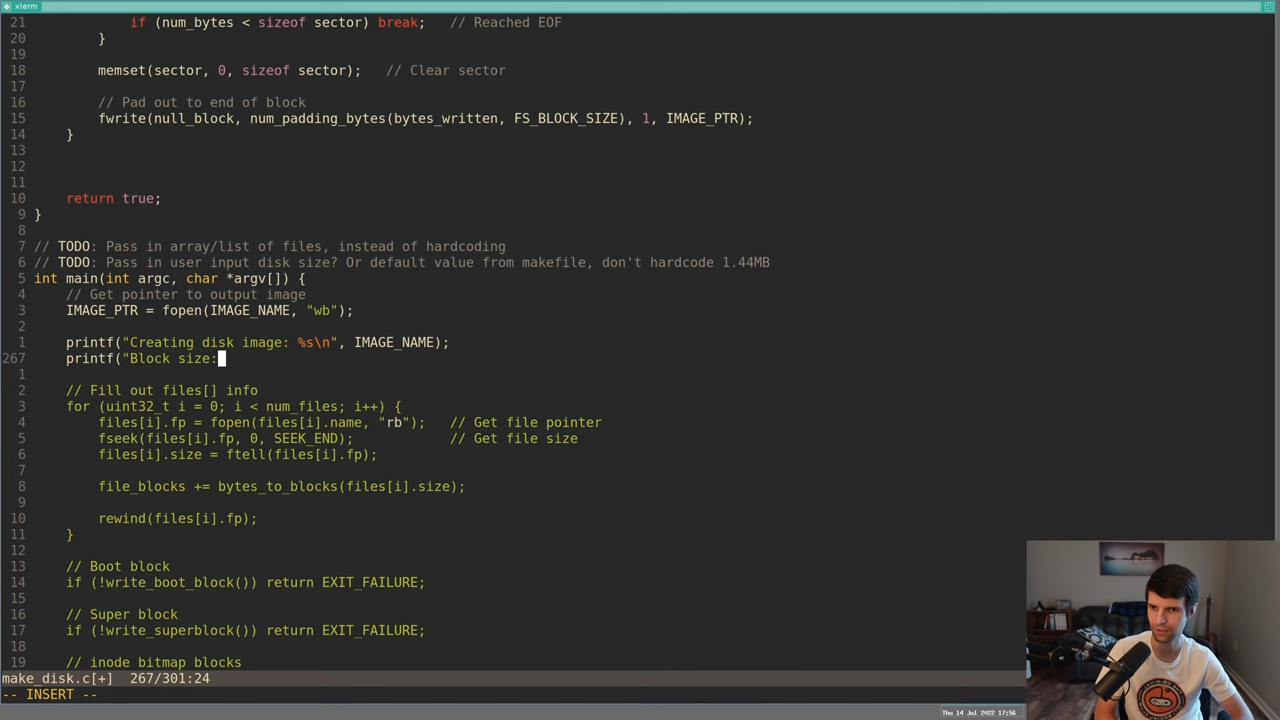 xterm
21             if (num_bytes < sizeof sector) break;   // Reached EOF
20         }
19
18         memset(sector, 0, sizeof sector);   // Clear sector
17
16         // Pad out to end of block
15         fwrite(null_block, num_padding_bytes(bytes_written, FS_BLOCK_SIZE), 1, IMAGE_PTR);
14     }
13
12
11
10     return true;
9 }
8
7 // TODO: Pass in array/list of files, instead of hardcoding
6 // TODO: Pass in user input disk size? Or default value from makefile, don't hardcode 1.44MB
5 int main(int argc, char *argv[]) {
4     // Get pointer to output image
3     IMAGE_PTR = fopen(IMAGE_NAME, "wb");
2
1     printf("Creating disk image: %s\n", IMAGE_NAME);
267     printf("Block size:
1
2     // Fill out files[] info
3     for (uint32_t i = 0; i < num_files; i++) {
4         files[i].fp = fopen(files[i].name, "rb");   // Get file pointer
5         fseek(files[i].fp, 0, SEEK_END);            // Get file size
6         files[i].size = ftell(files[i].fp);
7
8         file_blocks += bytes_to_blocks(files[i].size);
9
10         rewind(files[i].fp);
11     }
12
13     // Boot block
14     if (!write_boot_block()) return EXIT_FAILURE;
15
16     // Super block
17     if (!write_superblock()) return EXIT_FAILURE;
18
19     // inode bitmap blocks
make_disk.c[+]  267/301:24
-- INSERT --
Thu 14 Jul 2022 17:56